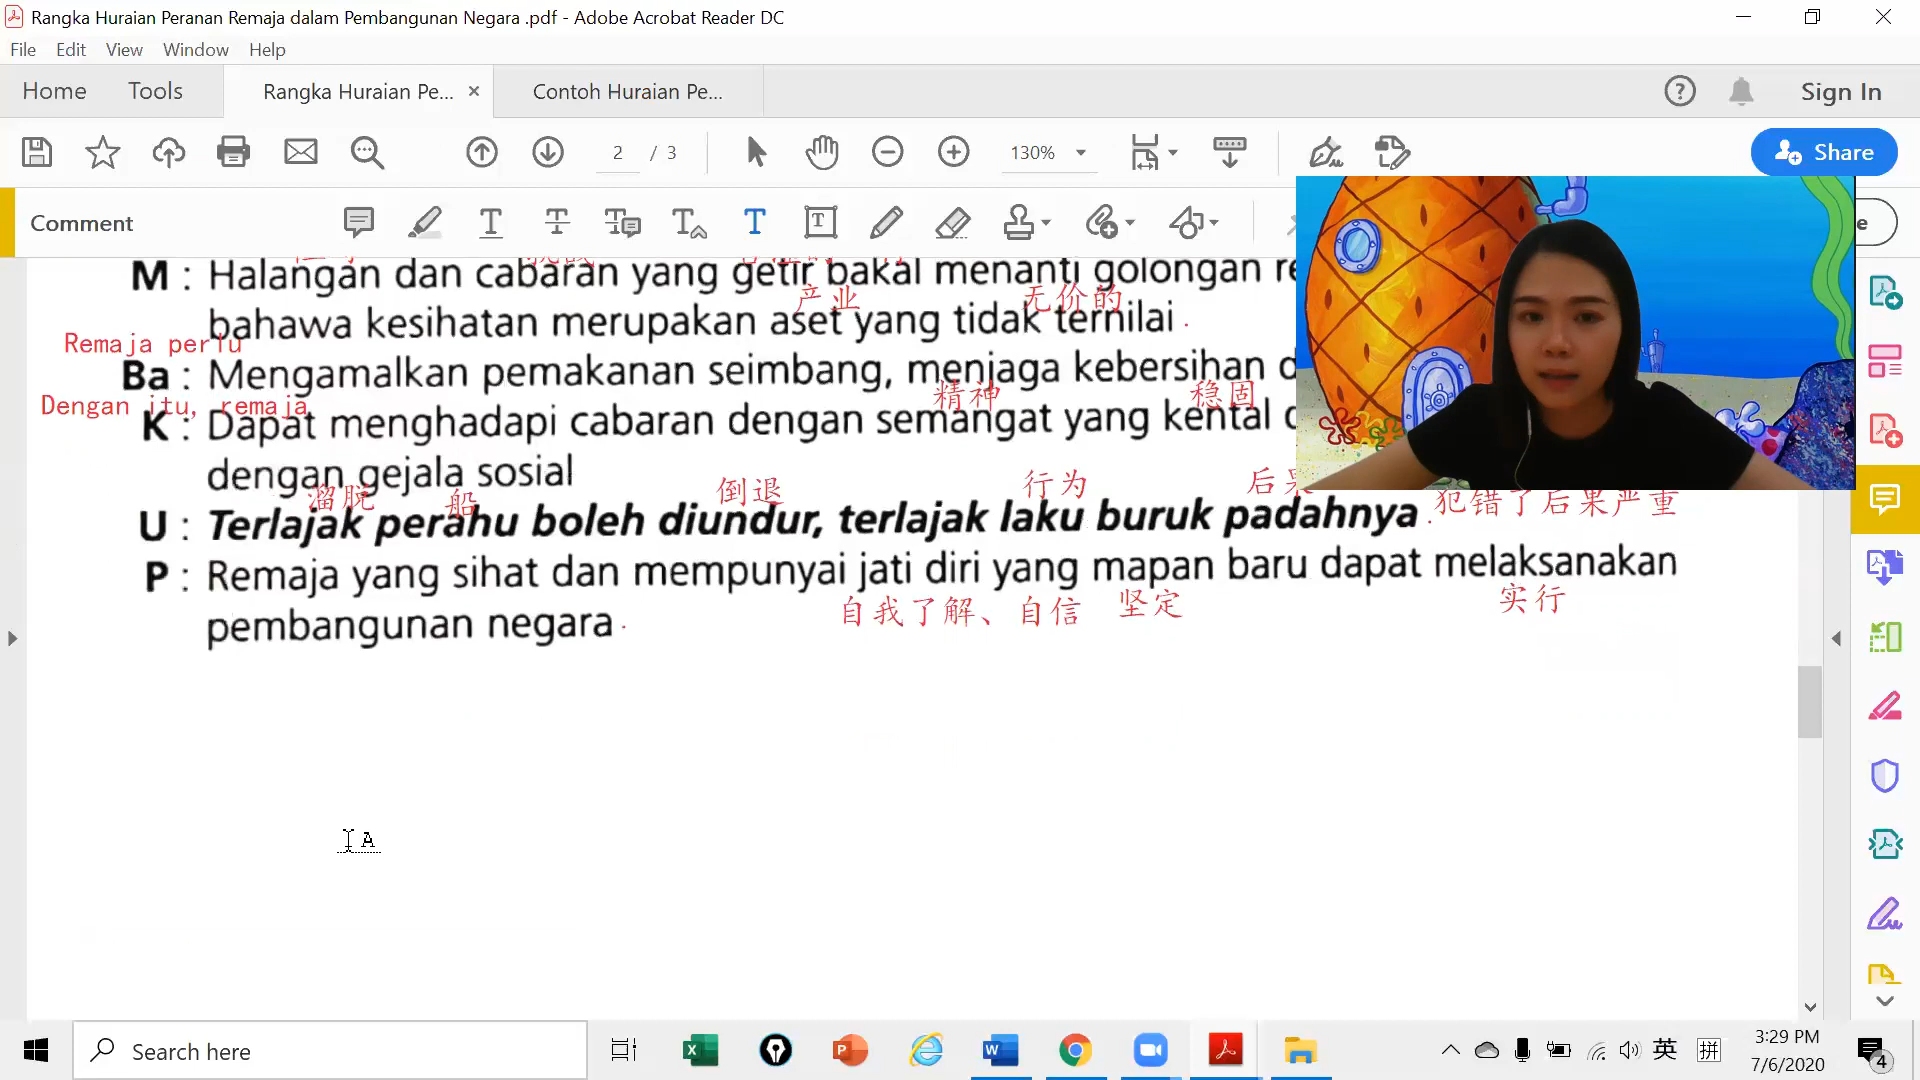 Rangka Huraian Peranan Remaja dalam Pembangunan Negara .pdf - Adobe Acrobat Reader DC
File Edit View Window Help
Home Tools Rangka Huraian Pe... × Contoh Huraian Pe... Sign In
2 / 3 130% Share
Comment
M : Halangan dan cabaran yang getir bakal menanti golongan re
产业 无价的
bahawa kesihatan merupakan aset yang tidak ternilai .
Remaja perlu
Ba : Mengamalkan pemakanan seimbang, menjaga kebersihan d
精神 稳固
Dengan itu, remaja
K : Dapat menghadapi cabaran dengan semangat yang kental d
dengan gejala sosial
溜脱 船 倒退 行为 后果 犯错了后果严重
U : Terlajak perahu boleh diundur, terlajak laku buruk padahnya .
P : Remaja yang sihat dan mempunyai jati diri yang mapan baru dapat melaksanakan
自我了解、自信 坚定 实行
pembangunan negara .
A
Search here
英 拼
3:29 PM
7/6/2020
4